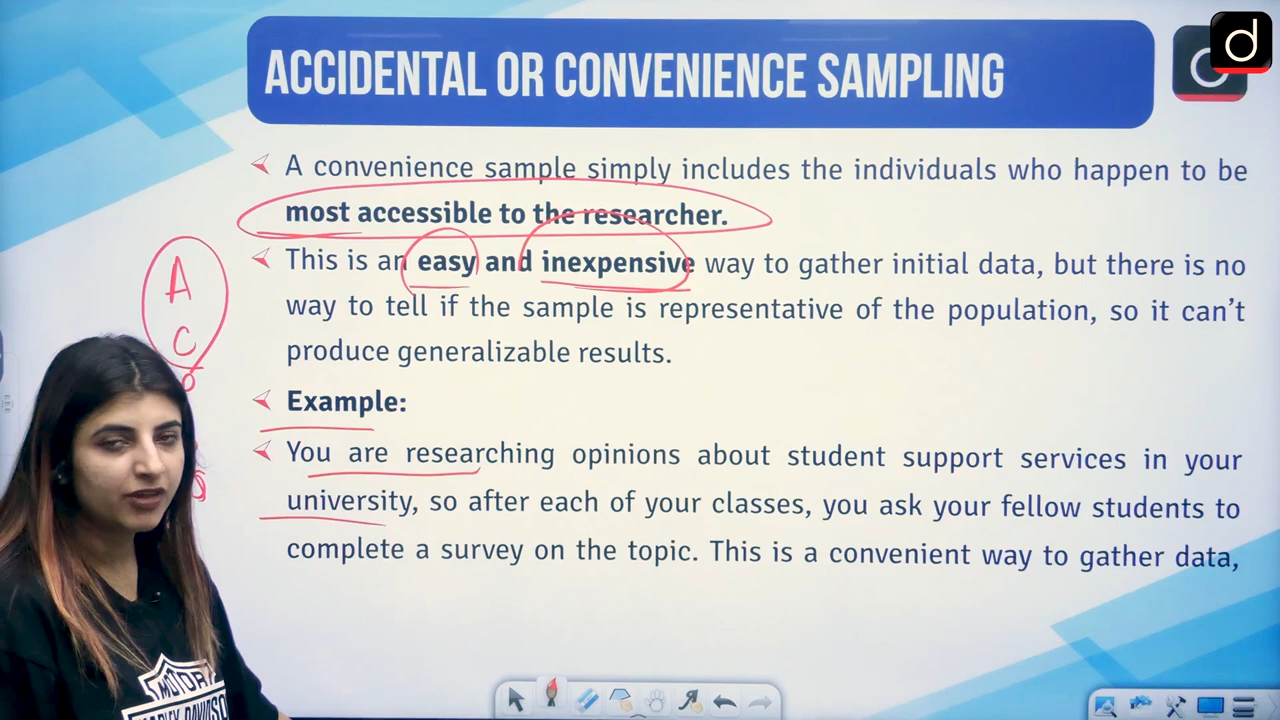 d
ACCIDENTAL OR CONVENIENCE SAMPLING
A convenience sample simply includes the individuals who happen to be
most accessible to the researcher.
This is an easy and inexpensive way to gather initial data, but there is no
way to tell if the sample is representative of the population, so it can't
produce generalizable results.
A
C
Example:
You are researching opinions about student support services in your
university, so after each of your classes, you ask your fellow students to
complete a survey on the topic. This is a convenient way to gather data,
MOTOR
HARLEY-DAVIDSON